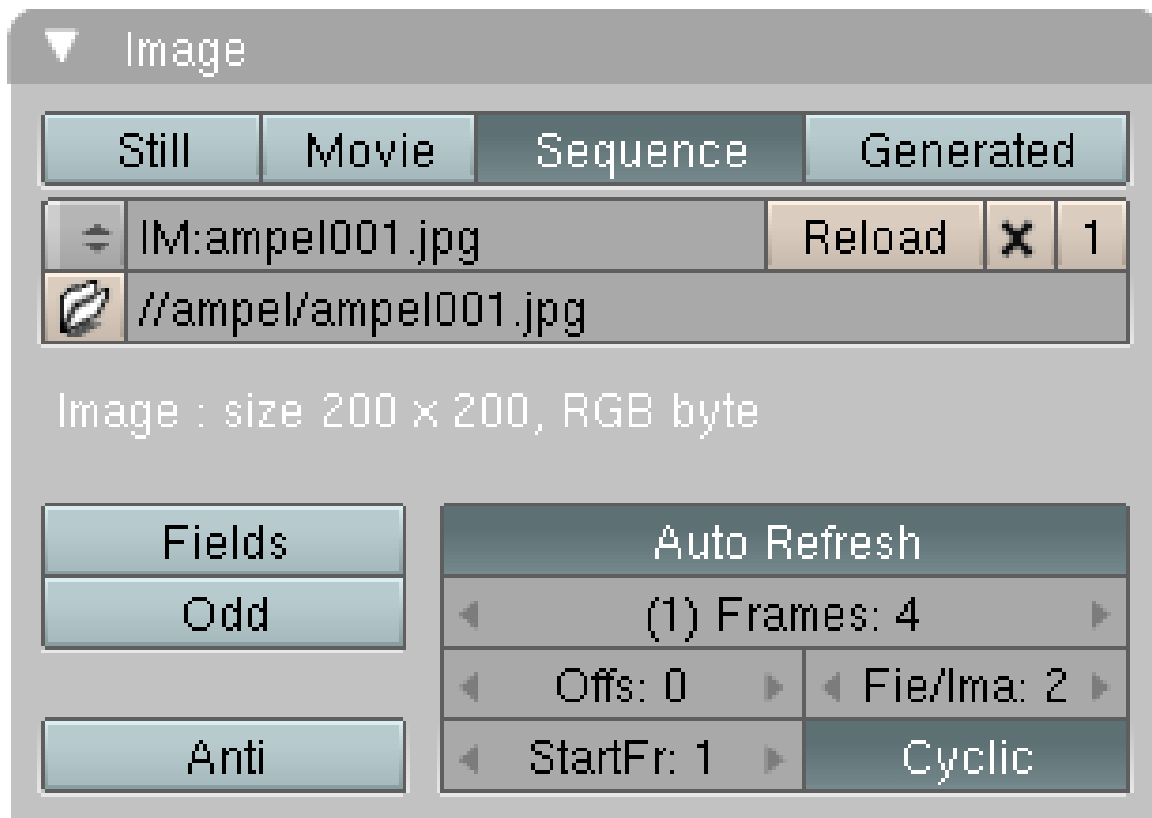 Image
Still Movie Sequence Generated
IM:ampel001.jpg Reload X 1
//ampel/ampel001.jpg
Image : size 200 x 200, RGB byte
Fields Auto Refresh
Odd (1) Frames: 4
Offs: 0 Fie/Ima: 2
Anti StartFr: 1 Cyclic